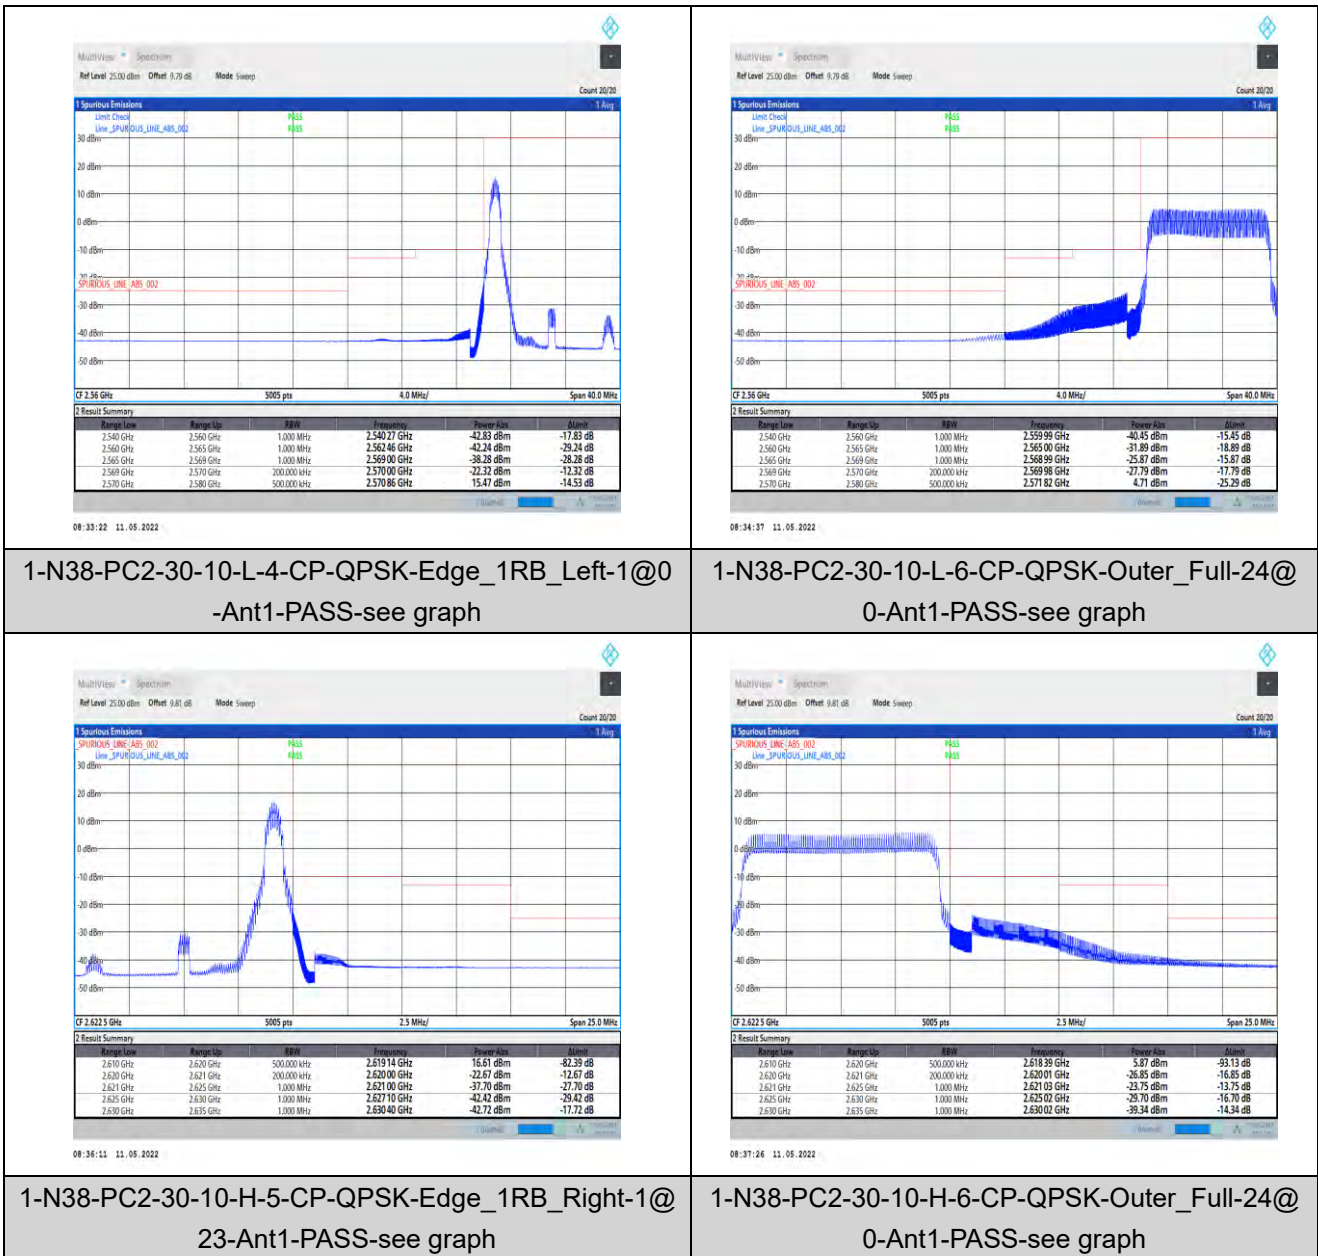 MultiView Spectrum
Ref Level 25.00 dBm Offset 9.79 dB Mode Sweep
Count 20/20
1 Spurious Emissions 1 Avg
Limit Check PASS
Line _SPURIOUS_LINE_ABS_002 PASS
30 dBm
20 dBm
10 dBm
0 dBm
-10 dBm
-20 dBm
SPURIOUS_LINE_ABS_002
-30 dBm
-40 dBm
-50 dBm
CF 2.56 GHz 5005 pts 4.0 MHz/ Span 40.0 MHz
2 Result Summary
Range Low Range Up RBW Frequency Power Abs ΔLimit
2.540 GHz 2.560 GHz 1.000 MHz 2.540 27 GHz -42.83 dBm -17.83 dB
2.560 GHz 2.565 GHz 1.000 MHz 2.562 46 GHz -42.24 dBm -29.24 dB
2.565 GHz 2.569 GHz 1.000 MHz 2.569 00 GHz -38.28 dBm -28.28 dB
2.569 GHz 2.570 GHz 200.000 kHz 2.570 00 GHz -22.32 dBm -12.32 dB
2.570 GHz 2.580 GHz 500.000 kHz 2.570 86 GHz 15.47 dBm -14.53 dB
08:33:22 11.05.2022
1-N38-PC2-30-10-L-4-CP-QPSK-Edge_1RB_Left-1@0
-Ant1-PASS-see graph
MultiView Spectrum
Ref Level 25.00 dBm Offset 9.79 dB Mode Sweep
Count 20/20
1 Spurious Emissions 1 Avg
Limit Check PASS
Line _SPURIOUS_LINE_ABS_002 PASS
30 dBm
20 dBm
10 dBm
0 dBm
-10 dBm
-20 dBm
SPURIOUS_LINE_ABS_002
-30 dBm
-40 dBm
-50 dBm
CF 2.56 GHz 5005 pts 4.0 MHz/ Span 40.0 MHz
2 Result Summary
Range Low Range Up RBW Frequency Power Abs ΔLimit
2.540 GHz 2.560 GHz 1.000 MHz 2.559 99 GHz -40.45 dBm -15.45 dB
2.560 GHz 2.565 GHz 1.000 MHz 2.565 00 GHz -31.89 dBm -18.89 dB
2.565 GHz 2.569 GHz 1.000 MHz 2.568 99 GHz -25.87 dBm -15.87 dB
2.569 GHz 2.570 GHz 200.000 kHz 2.569 98 GHz -27.79 dBm -17.79 dB
2.570 GHz 2.580 GHz 500.000 kHz 2.571 82 GHz 4.71 dBm -25.29 dB
08:34:37 11.05.2022
1-N38-PC2-30-10-L-6-CP-QPSK-Outer_Full-24@
0-Ant1-PASS-see graph
MultiView Spectrum
Ref Level 25.00 dBm Offset 9.81 dB Mode Sweep
Count 20/20
1 Spurious Emissions 1 Avg
_SPURIOUS_LINE_ABS_002 PASS
Line _SPURIOUS_LINE_ABS_002 PASS
30 dBm
20 dBm
10 dBm
0 dBm
-10 dBm
-20 dBm
-30 dBm
-40 dBm
-50 dBm
CF 2.622 5 GHz 5005 pts 2.5 MHz/ Span 25.0 MHz
2 Result Summary
Range Low Range Up RBW Frequency Power Abs ΔLimit
2.610 GHz 2.620 GHz 500.000 kHz 2.619 14 GHz 16.61 dBm -82.39 dB
2.620 GHz 2.621 GHz 200.000 kHz 2.620 00 GHz -22.67 dBm -12.67 dB
2.621 GHz 2.625 GHz 1.000 MHz 2.621 00 GHz -37.70 dBm -27.70 dB
2.625 GHz 2.630 GHz 1.000 MHz 2.627 10 GHz -42.42 dBm -29.42 dB
2.630 GHz 2.635 GHz 1.000 MHz 2.630 40 GHz -42.72 dBm -17.72 dB
08:36:11 11.05.2022
1-N38-PC2-30-10-H-5-CP-QPSK-Edge_1RB_Right-1@
23-Ant1-PASS-see graph
MultiView Spectrum
Ref Level 25.00 dBm Offset 9.81 dB Mode Sweep
Count 20/20
1 Spurious Emissions 1 Avg
_SPURIOUS_LINE_ABS_002 PASS
Line _SPURIOUS_LINE_ABS_002 PASS
30 dBm
20 dBm
10 dBm
0 dBm
-10 dBm
-20 dBm
-30 dBm
-40 dBm
-50 dBm
CF 2.622 5 GHz 5005 pts 2.5 MHz/ Span 25.0 MHz
2 Result Summary
Range Low Range Up RBW Frequency Power Abs ΔLimit
2.610 GHz 2.620 GHz 500.000 kHz 2.618 39 GHz 5.87 dBm -93.13 dB
2.620 GHz 2.621 GHz 200.000 kHz 2.620 01 GHz -26.85 dBm -16.85 dB
2.621 GHz 2.625 GHz 1.000 MHz 2.621 03 GHz -23.75 dBm -13.75 dB
2.625 GHz 2.630 GHz 1.000 MHz 2.625 02 GHz -29.70 dBm -16.70 dB
2.630 GHz 2.635 GHz 1.000 MHz 2.630 02 GHz -39.34 dBm -14.34 dB
08:37:26 11.05.2022
1-N38-PC2-30-10-H-6-CP-QPSK-Outer_Full-24@
0-Ant1-PASS-see graph